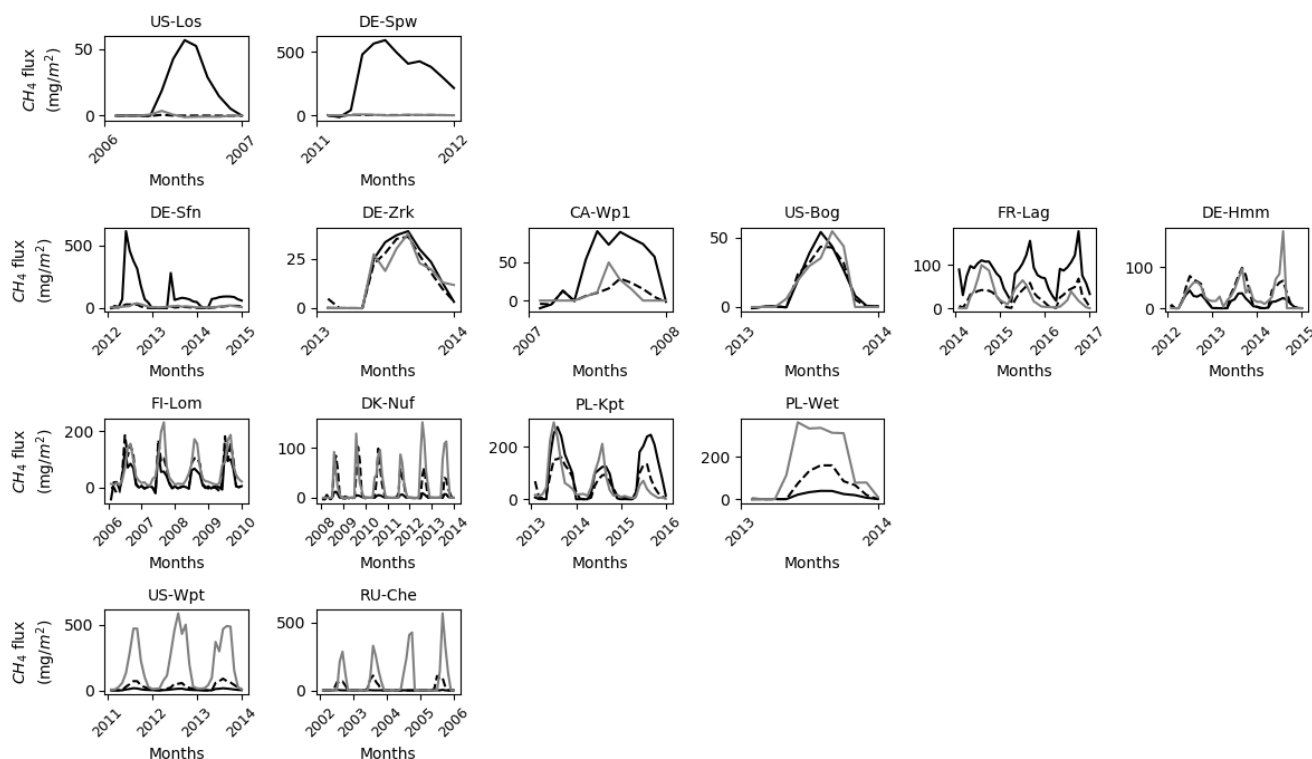 US-Los
DE-Spw
CH4 flux
(mg/m²)
50
0
500
0
2006
2007
2011
2012
Months
Months
DE-Sfn
DE-Zrk
CA-Wp1
US-Bog
FR-Lag
DE-Hmm
CH4 flux
(mg/m²)
500
0
25
0
50
0
50
0
100
0
100
0
2012
2013
2014
2015
2013
2014
2007
2008
2013
2014
2014
2015
2016
2017
2012
2013
2014
2015
Months
Months
Months
Months
Months
Months
FI-Lom
DK-Nuf
PL-Kpt
PL-Wet
CH4 flux
(mg/m²)
200
0
100
0
200
0
200
0
2006
2007
2008
2009
2010
2008
2009
2010
2011
2012
2013
2014
2013
2014
2015
2016
2013
2014
Months
Months
Months
Months
US-Wpt
RU-Che
CH4 flux
(mg/m²)
500
0
500
0
2011
2012
2013
2014
2002
2003
2004
2005
2006
Months
Months